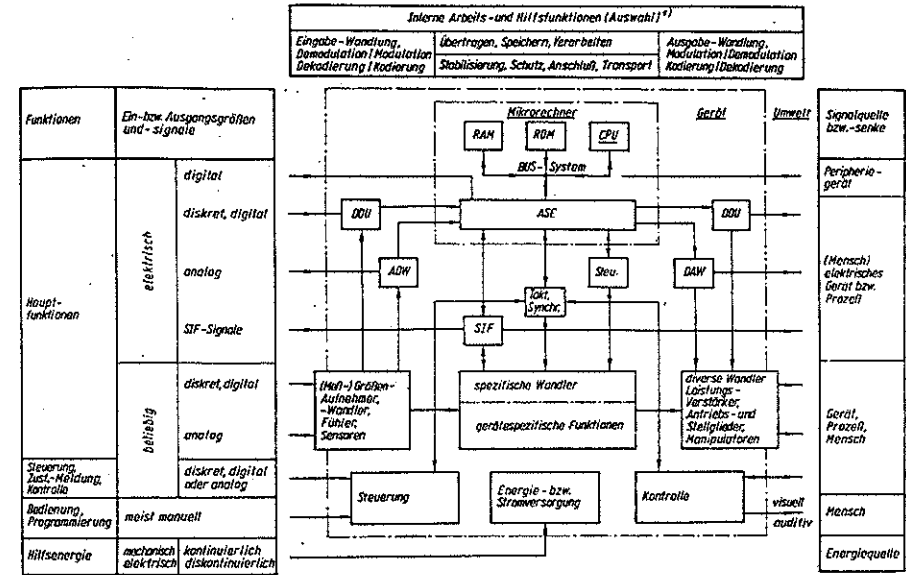 Interne Arbeits- und Hilfsfunktionen (Auswahl)*)
Eingabe-Wandlung,
Demodulation/Modulation
Dekodierung/Kodierung
Übertragen, Speichern, Verarbeiten
Stabilisierung, Schutz, Anschluß, Transport
Ausgabe-Wandlung,
Modulation/Demodulation
Kodierung/Dekodierung
Funktionen
Ein-bzw. Ausgangsgrößen
und -signale
Mikrorechner
Gerät
Umwelt
Signalquelle
bzw.-senke
RAM
ROM
CPU
BUS-System
Haupt-
funktionen
elektrisch
digital
diskret, digital
analog
SIF-Signale
DDU
ASE
DDU
ADW
Steu.
DAW
Takt,
Synchr.
SIF
Peripherie-
gerät
(Mensch)
elektrisches
Gerät bzw.
Prozeß
beliebig
diskret, digital
analog
(Meß-) Größen-
Aufnehmer,
-Wandler,
Fühler,
Sensoren
spezifische Wandler
gerätespezifische Funktionen
diverse Wandler
Leistungs-
Verstärker,
Antriebs- und
Stellglieder,
Manipulatoren
Gerät,
Prozeß,
Mensch
Steuerung,
Zust.-Meldung,
Kontrolle
diskret, digital
oder analog
Steuerung
Energie- bzw.
Stromversorgung
Kontrolle
Bedienung,
Programmierung
meist manuell
visuell
auditiv
Mensch
Hilfsenergie
mechanisch
elektrisch
kontinuierlich
diskontinuierlich
Energiequelle